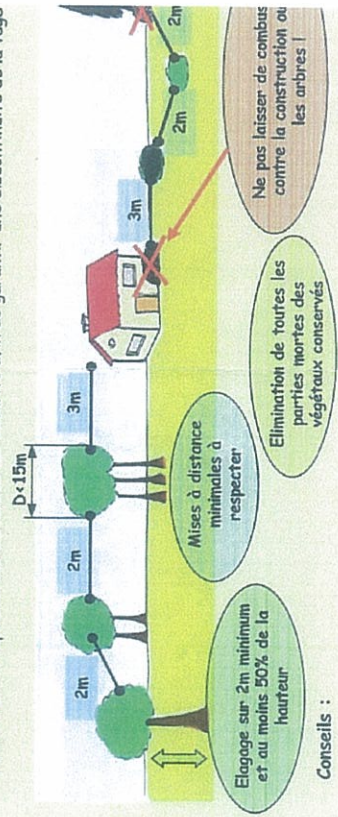 D<15m
2m
2m
3m
3m
2m
2m
Elagage sur 2m minimum
et au moins 50% de la
hauteur
Mises à distance
minimales à
respecter
Elimination de toutes les
parties mortes des
végétaux conservés
Ne pas laisser de
contre la construction
les arbres !
Conseils :